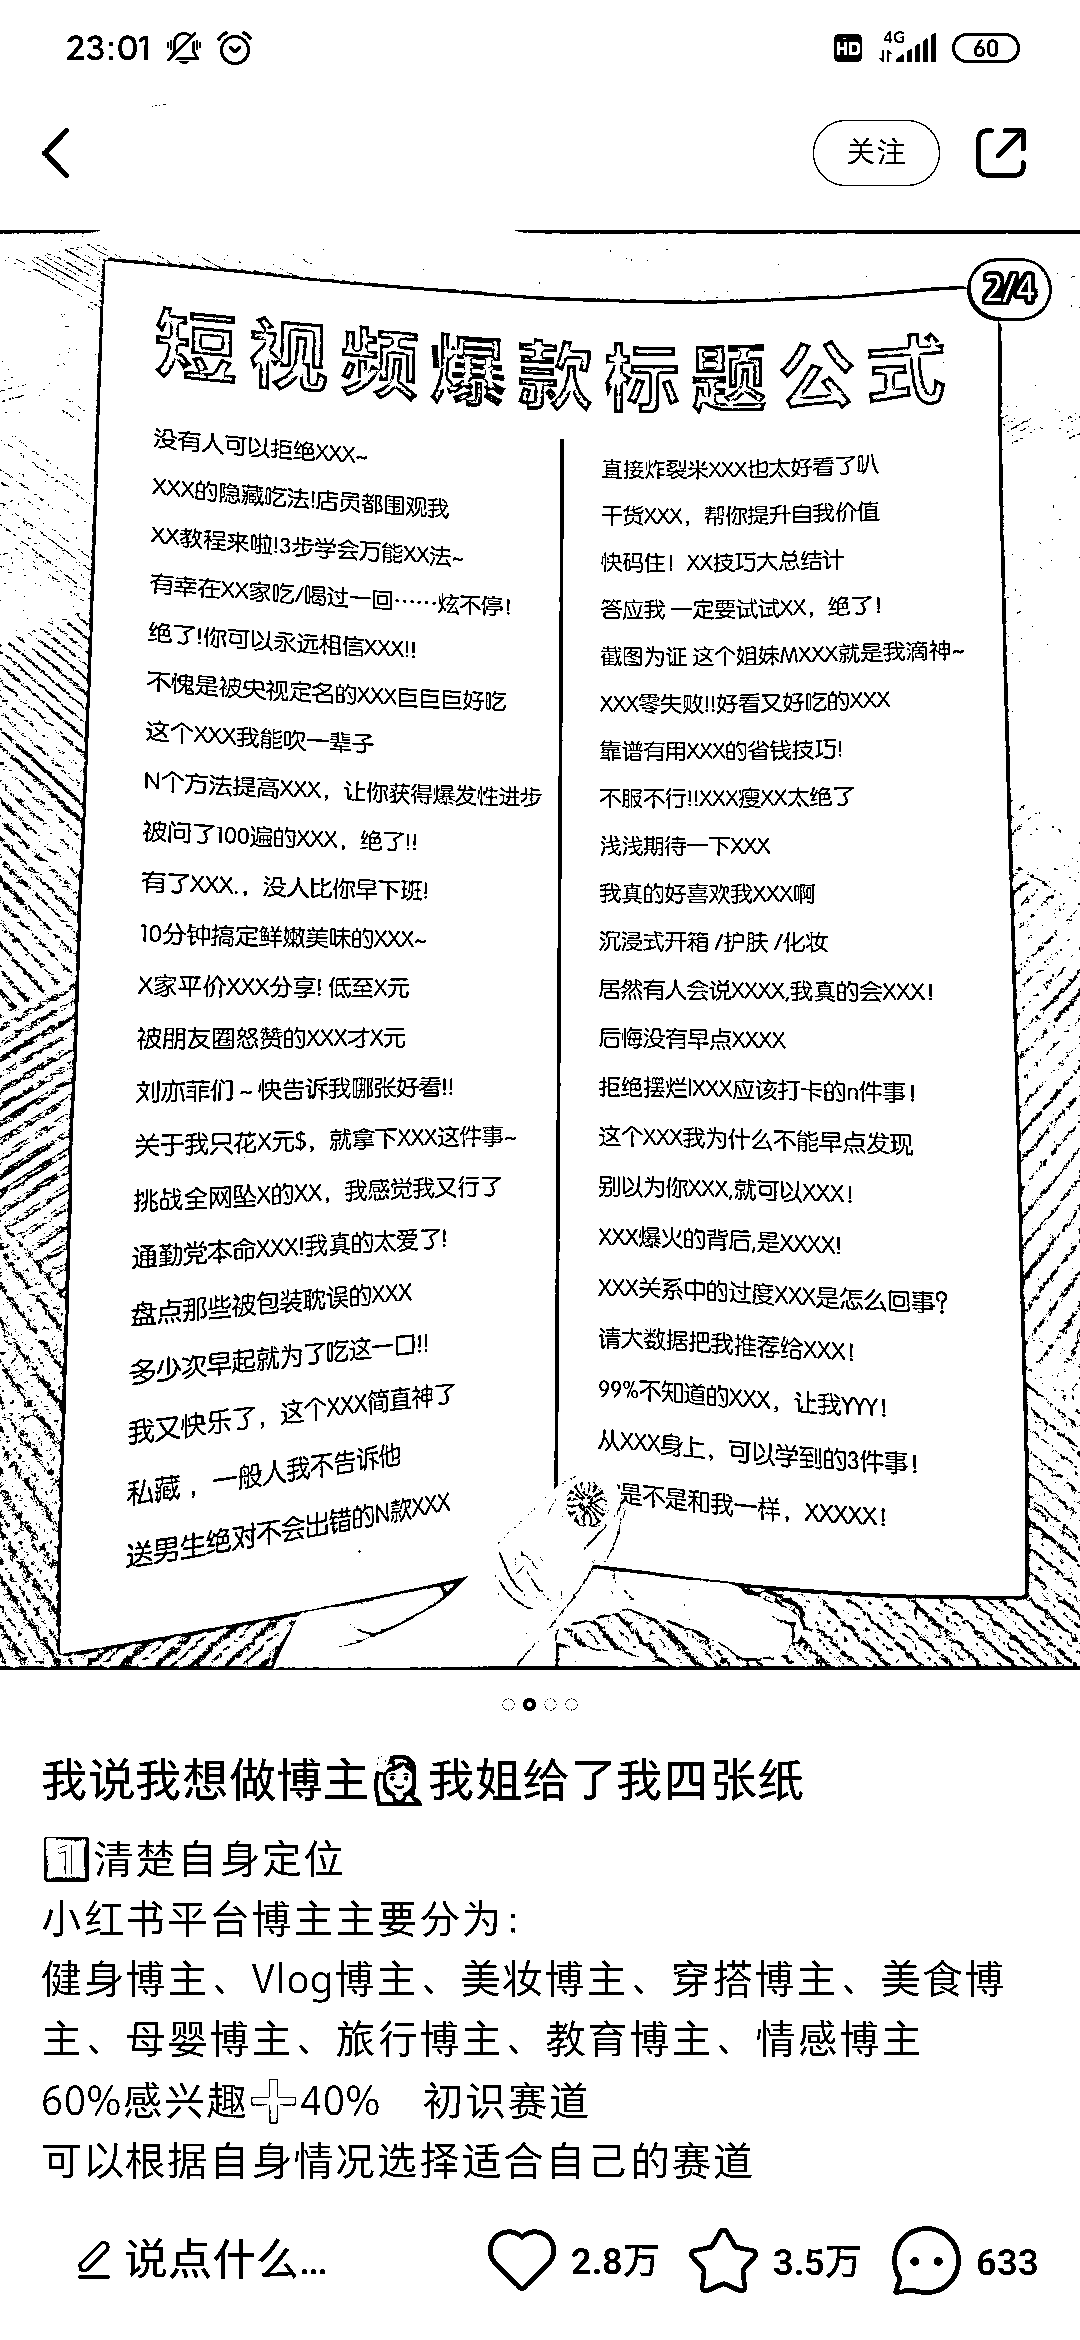 23:01
HD 4G 60
关注
2/4
短视频爆款标题公式
没有人可以拒绝XXX~
XXX的隐藏吃法!店员都围观我
XX教程来啦!3步学会万能XX法~
有幸在XX家吃/喝过一回……炫不停!
绝了!你可以永远相信XXX!!
不愧是被央视定名的XXX巨巨巨好吃
这个XXX我能吹一辈子
N个方法提高XXX，让你获得爆发性进步
被问了100遍的XXX，绝了!!
有了XXX.，没人比你早下班!
10分钟搞定鲜嫩美味的XXX~
X家平价XXX分享! 低至X元
被朋友圈怒赞的XXX才X元
刘亦菲们~快告诉我哪张好看!!
关于我只花X元$，就拿下XXX这件事~
挑战全网坠X的XX，我感觉我又行了
通勤党本命XXX!我真的太爱了!
盘点那些被包装耽误的XXX
多少次早起就为了吃这一口!!
我又快乐了，这个XXX简直神了
私藏，一般人我不告诉他
送男生绝对不会出错的N款XXX
直接炸裂米XXX也太好看了叭
干货XXX，帮你提升自我价值
快码住！XX技巧大总结计
答应我 一定要试试XX，绝了!
截图为证 这个姐妹MXXX就是我滴神~
XXX零失败!!好看又好吃的XXX
靠谱有用XXX的省钱技巧!
不服不行!!XXX瘦XX太绝了
浅浅期待一下XXX
我真的好喜欢我XXX啊
沉浸式开箱 /护肤 /化妆
居然有人会说XXXX,我真的会XXX!
后悔没有早点XXXX
拒绝摆烂!XXX应该打卡的n件事!
这个XXX我为什么不能早点发现
别以为你XXX,就可以XXX!
XXX爆火的背后,是XXXX!
XXX关系中的过度XXX是怎么回事?
请大数据把我推荐给XXX!
99%不知道的XXX，让我YYY!
从XXX身上，可以学到的3件事!
是不是和我一样，XXXXX!
我说我想做博主🙋‍♀️我姐给了我四张纸
1️⃣清楚自身定位
小红书平台博主主要分为：
健身博主、Vlog博主、美妆博主、穿搭博主、美食博
主、母婴博主、旅行博主、教育博主、情感博主
60%感兴趣➕40% 初识赛道
可以根据自身情况选择适合自己的赛道
说点什么... 2.8万 3.5万 633